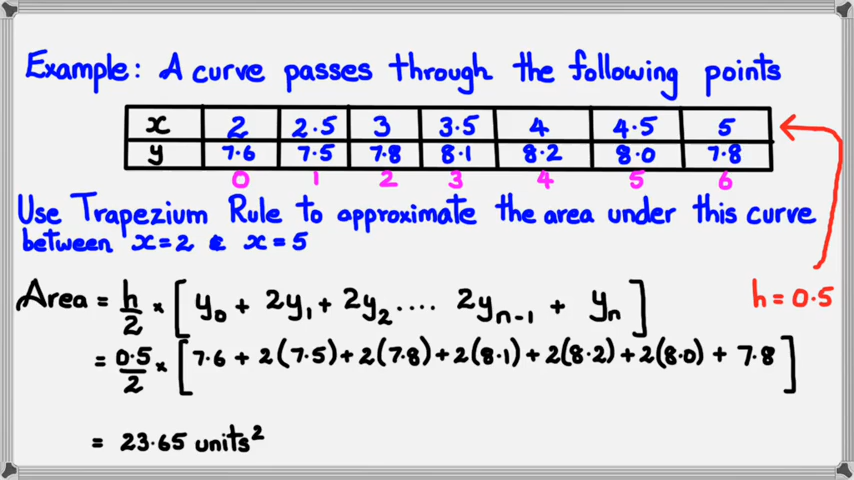 Example: A curve passes through the following points
x 2 2.5 3 3.5 4 4.5 5
y 7.6 7.5 7.8 8.1 8.2 8.0 7.8
0 1 2 3 4 5 6
Use Trapezium Rule to approximate the area under this curve
between x=2 & x=5
h=0.5
Area = h/2 × [y₀ + 2y₁ + 2y₂ .... 2yₙ₋₁ + yₙ]
= 0.5/2 × [7.6 + 2(7.5) + 2(7.8) + 2(8.1) + 2(8.2) + 2(8.0) + 7.8]
= 23.65 units²